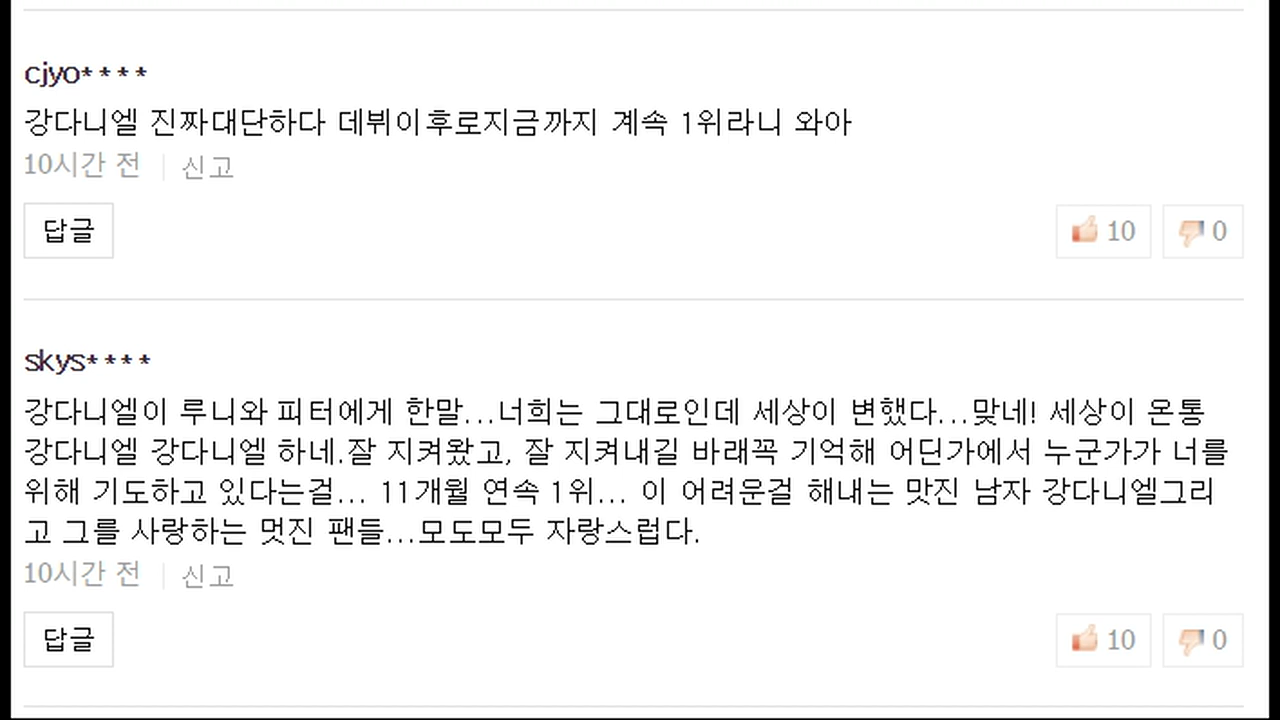 cjyo****
강다니엘 진짜대단하다 데뷔이후로지금까지 계속 1위라니 와아
10시간 전 신고
답글 10 0
skys****
강다니엘이 루니와 피터에게 한말...너희는 그대로인데 세상이 변했다...맞네! 세상이 온통
강다니엘 강다니엘 하네.잘 지켜왔고, 잘 지켜내길 바래꼭 기억해 어딘가에서 누군가가 너를
위해 기도하고 있다는걸... 11개월 연속 1위... 이 어려운걸 해내는 맛진 남자 강다니엘그리
고 그를 사랑하는 멋진 팬들...모도모두 자랑스럽다.
10시간 전 신고
답글 10 0